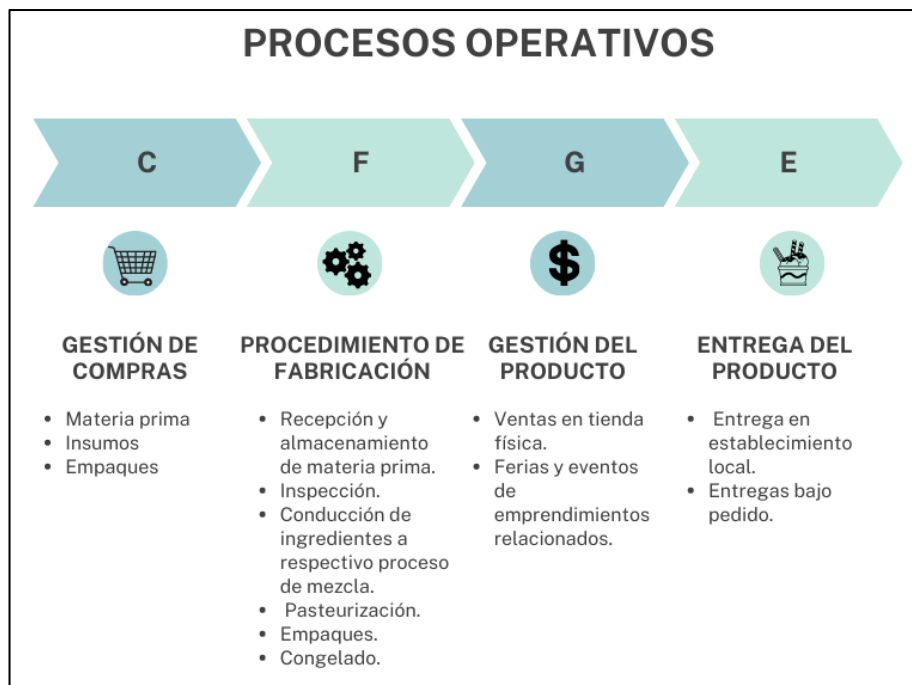 PROCESOS OPERATIVOS
C
F
G
E
$
GESTIÓN DE
COMPRAS
• Materia prima
• Insumos
• Empaques
PROCEDIMIENTO DE
FABRICACIÓN
• Recepción y
almacenamiento
de materia prima.
• Inspección.
• Conducción de
ingredientes a
respectivo proceso
de mezcla.
• Pasteurización.
• Empaques.
• Congelado.
GESTIÓN DEL
PRODUCTO
• Ventas en tienda
física.
• Ferias y eventos
de
emprendimientos
relacionados.
ENTREGA DEL
PRODUCTO
• Entrega en
establecimiento
local.
• Entregas bajo
pedido.